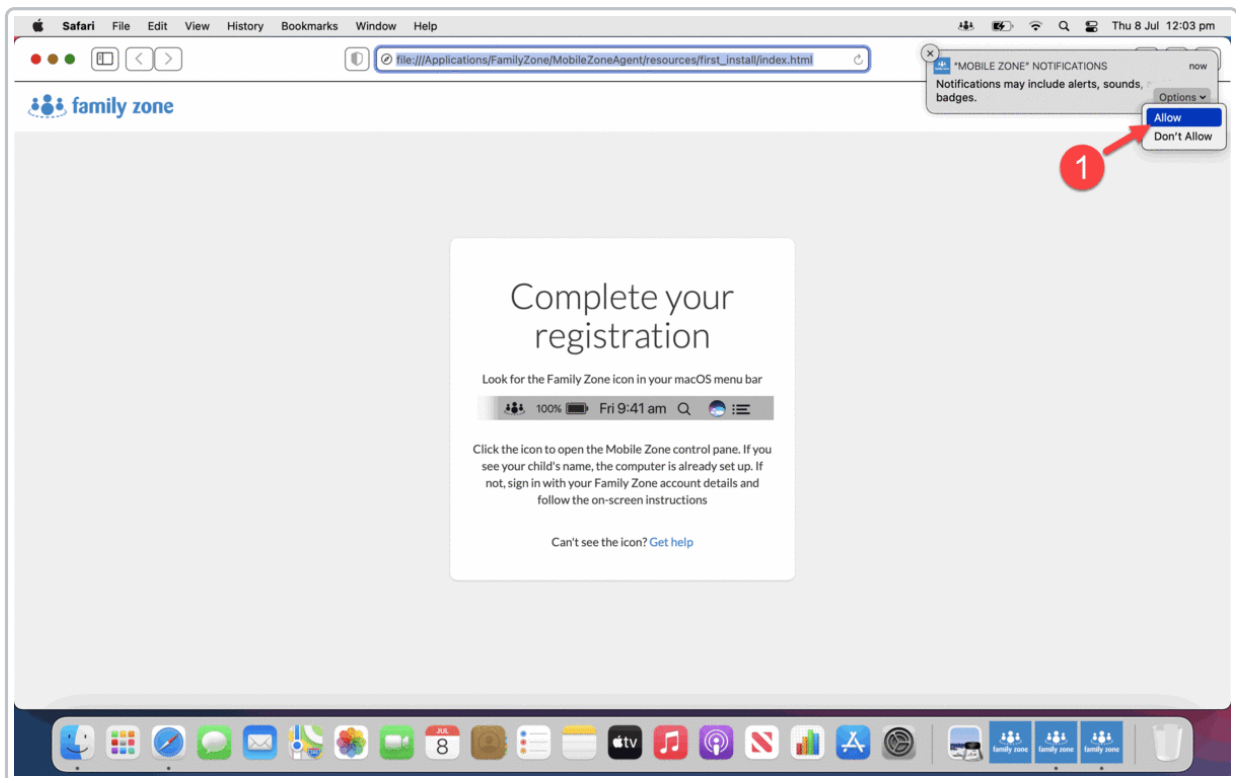 Safari File Edit View History Bookmarks Window Help Thu 8 Jul 12:03 pm
file:///Applications/FamilyZone/MobileZoneAgent/resources/first_install/index.html
"MOBILE ZONE" NOTIFICATIONS now
Notifications may include alerts, sounds,
badges.
Options
Allow
Don't Allow
1
family zone
Complete your
registration
Look for the Family Zone icon in your macOS menu bar
100% Fri 9:41 am
Click the icon to open the Mobile Zone control pane. If you
see your child's name, the computer is already set up. If
not, sign in with your Family Zone account details and
follow the on-screen instructions
Can't see the icon? Get help
JUL
8
tv
family zone family zone family zone